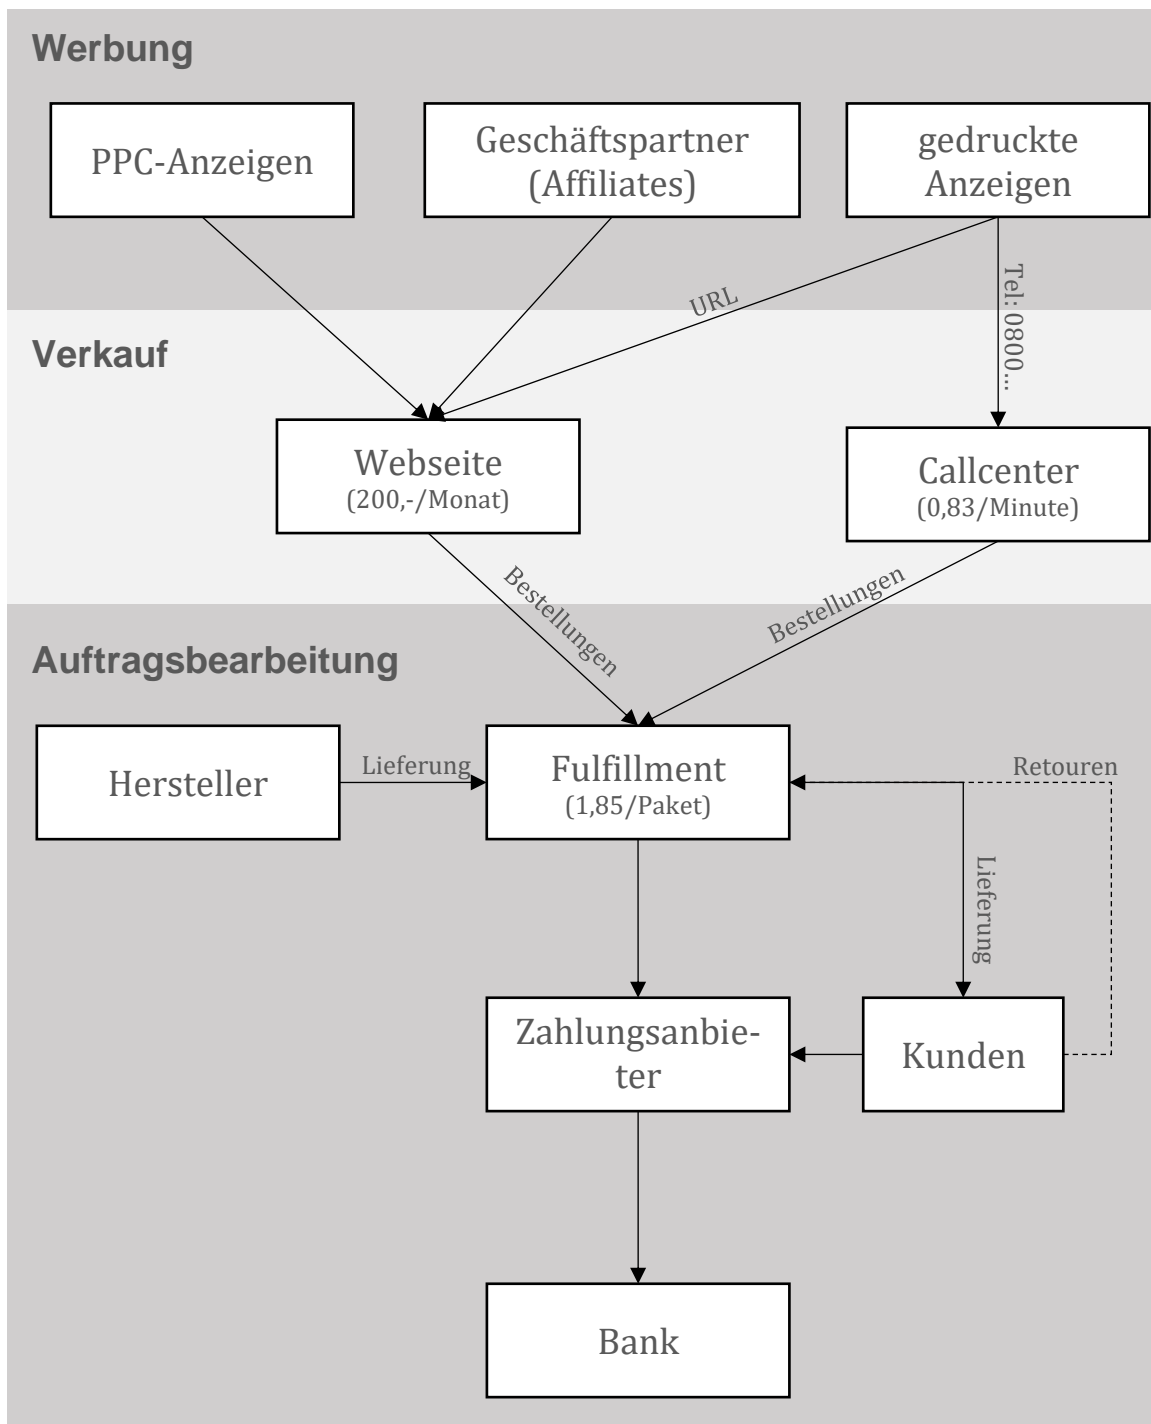 Werbung
PPC-Anzeigen
Geschäftspartner
(Affiliates)
gedruckte
Anzeigen
URL
Tel: 0800...
Verkauf
Webseite
(200,-/Monat)
Callcenter
(0,83/Minute)
Bestellungen
Bestellungen
Auftragsbearbeitung
Hersteller
Lieferung
Fulfillment
(1,85/Paket)
Retouren
Lieferung
Zahlungsanbie-
ter
Kunden
Bank